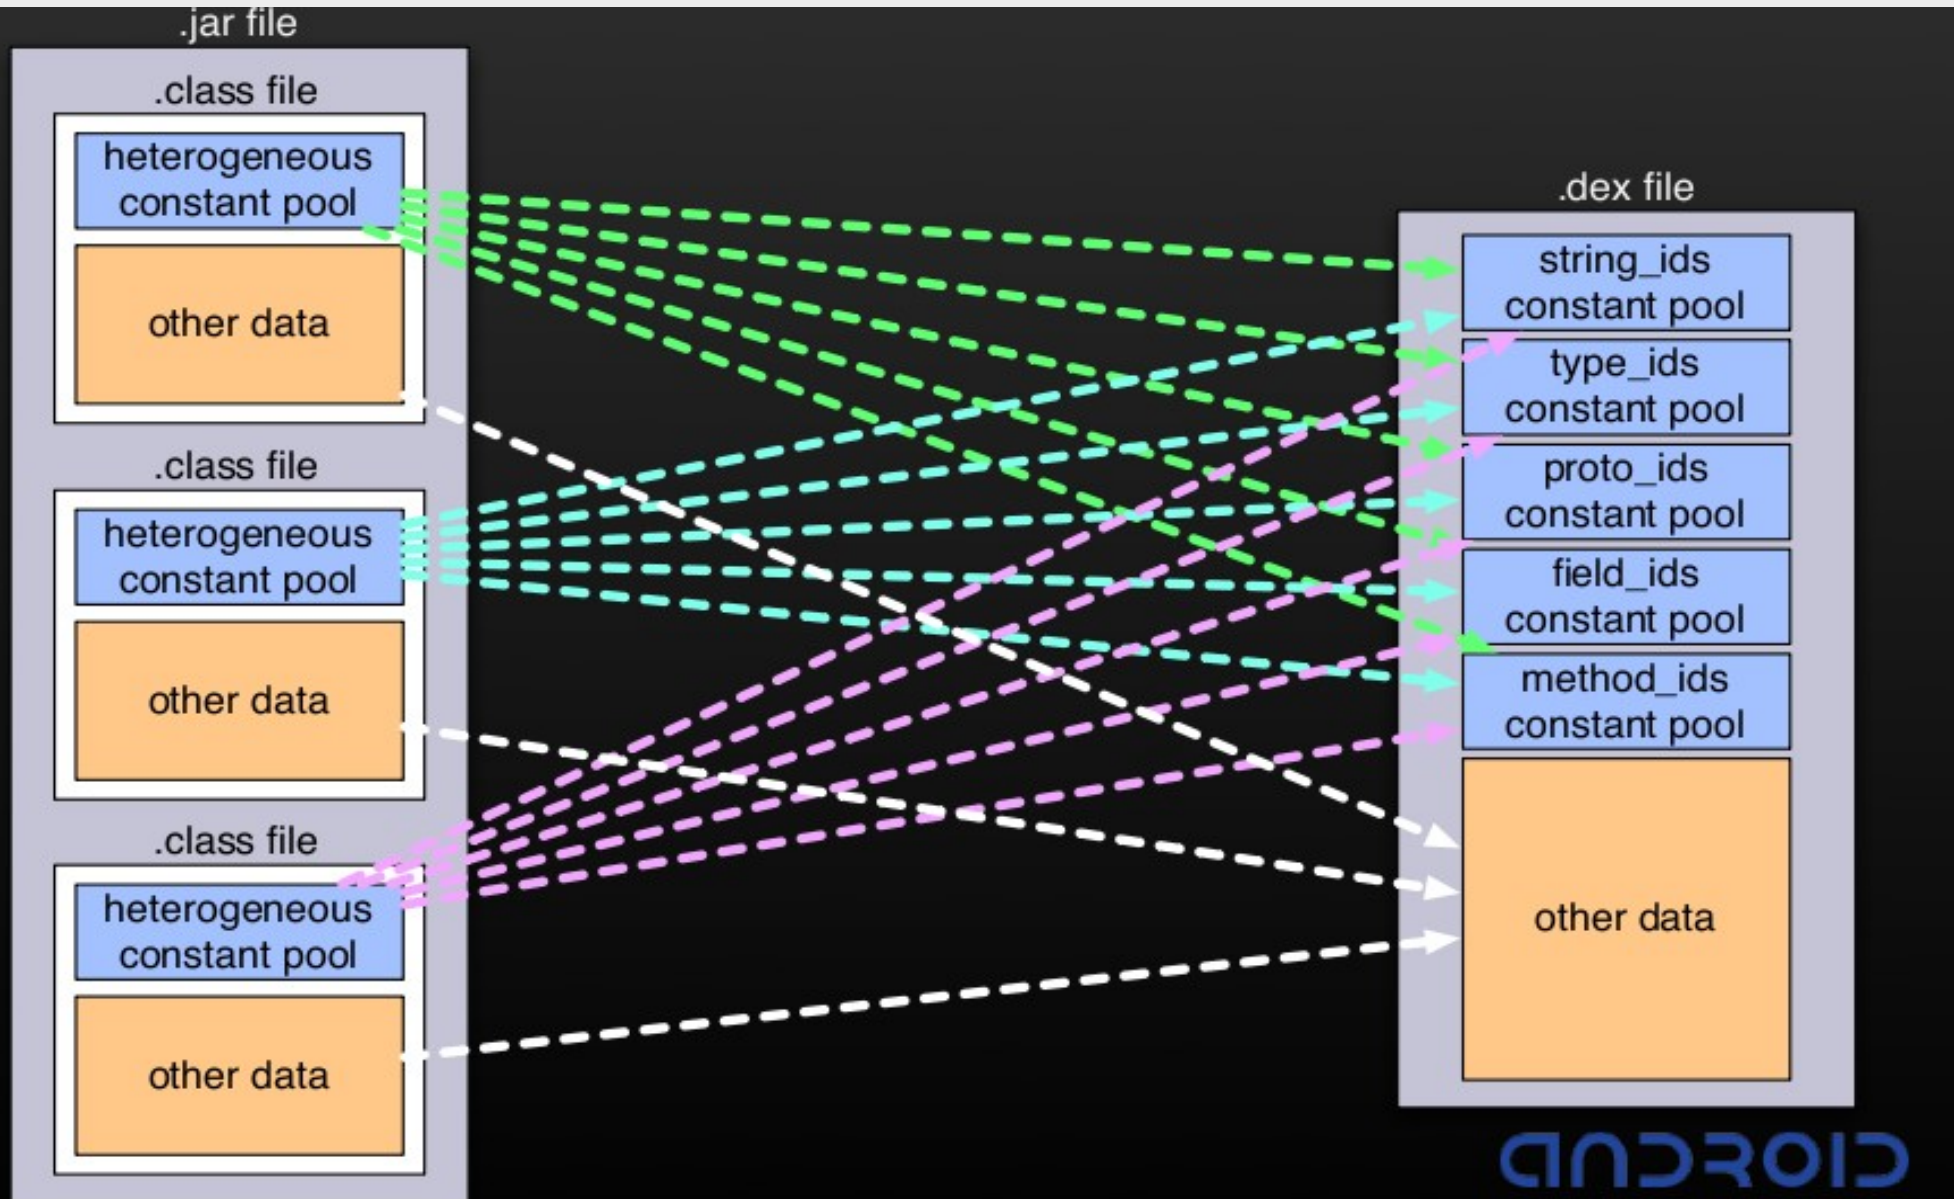 .jar file
.class file
heterogeneous
constant pool
other data
.class file
heterogeneous
constant pool
other data
.class file
heterogeneous
constant pool
other data
.dex file
string_ids
constant pool
type_ids
constant pool
proto_ids
constant pool
field_ids
constant pool
method_ids
constant pool
other data
ANDROID